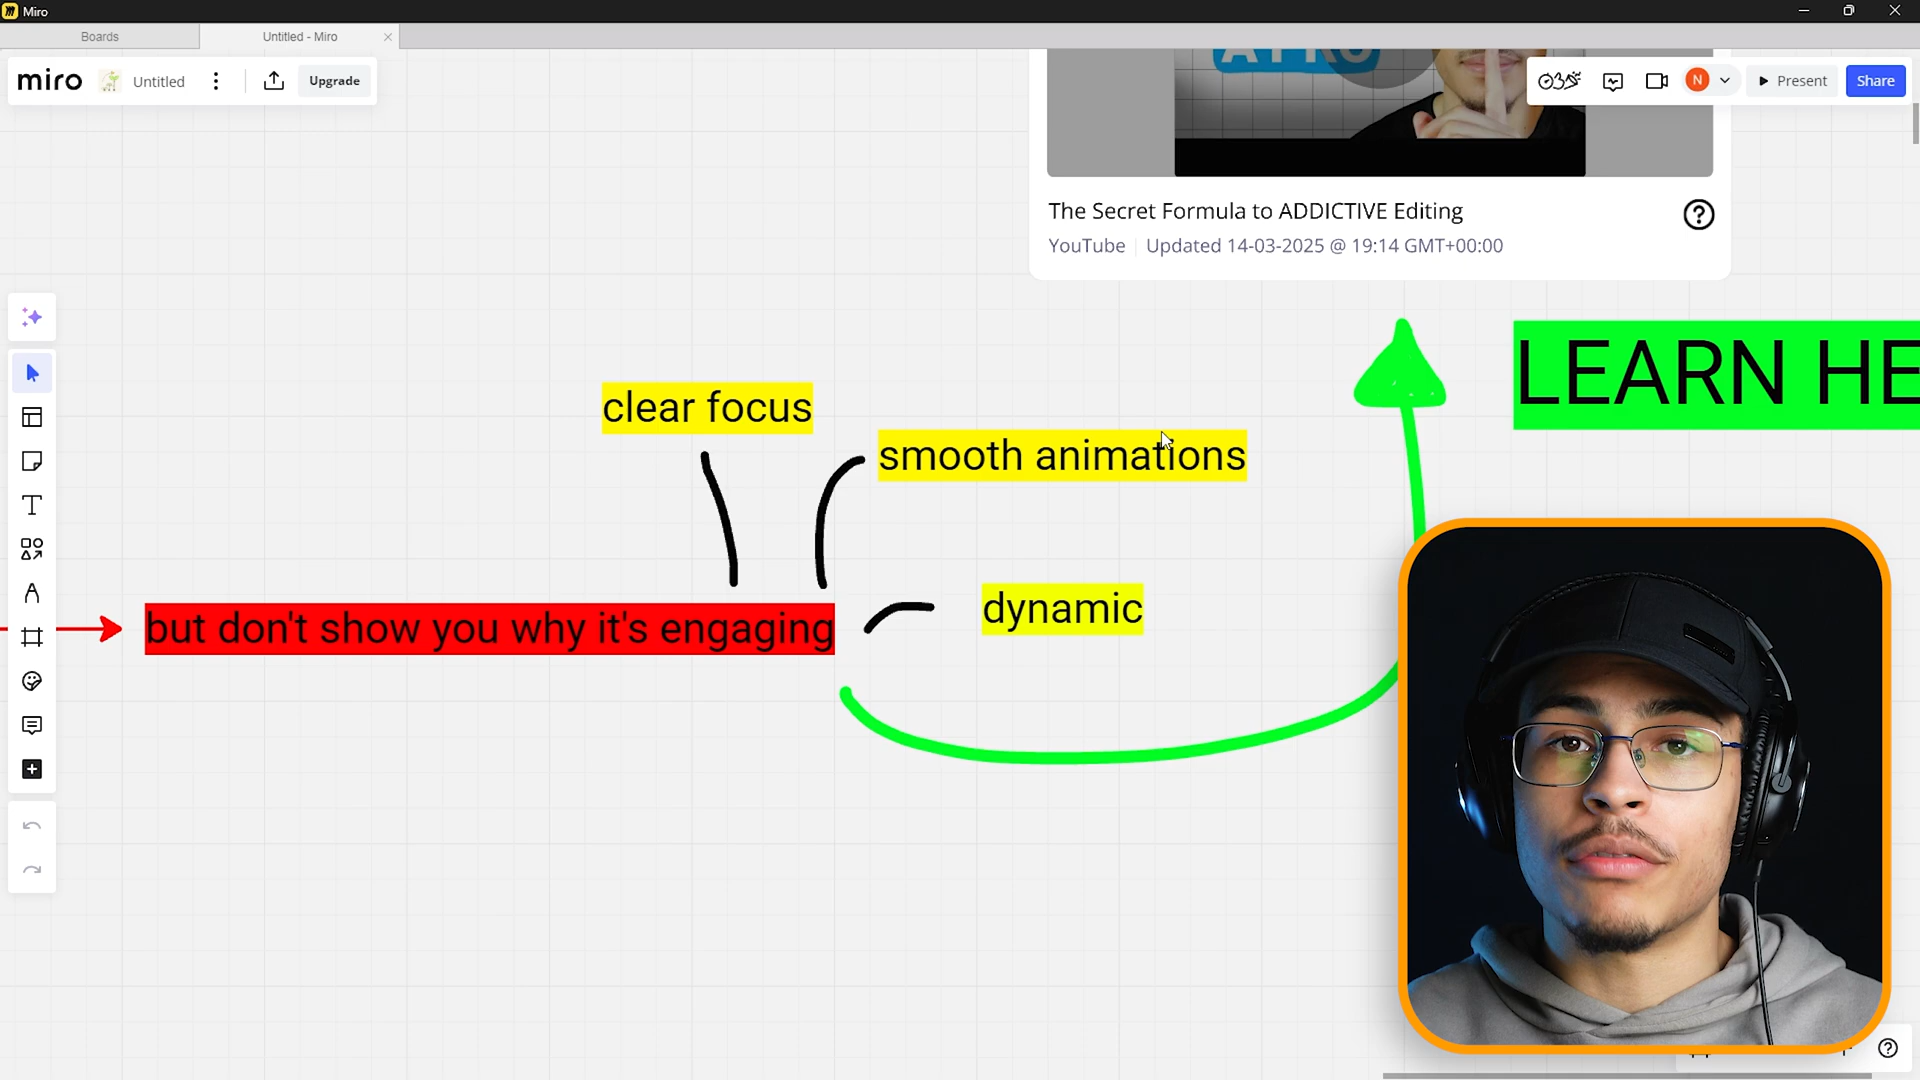 Miro
Boards
Untitled - Miro
miro
Untitled
Upgrade
N
Present
Share
The Secret Formula to ADDICTIVE Editing
YouTube
Updated 14-03-2025 @ 19:14 GMT+00:00
LEARN HE
clear focus
smooth animations
dynamic
but don't show you why it's engaging